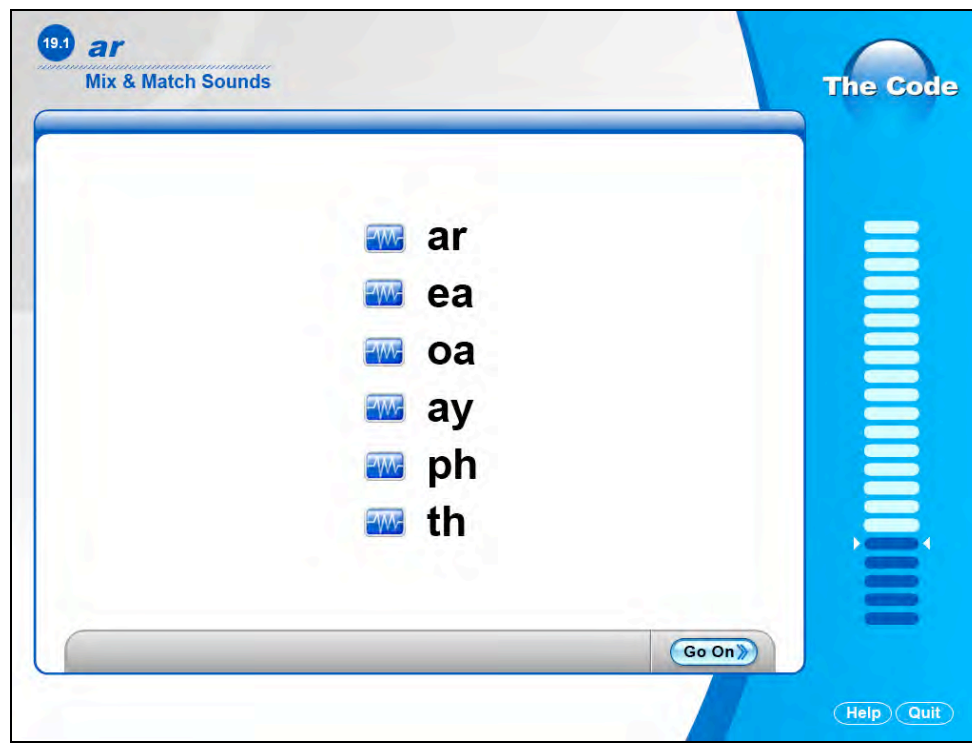 19.1 ar
Mix & Match Sounds
The Code
ar
ea
oa
ay
ph
th
Go On
Help Quit